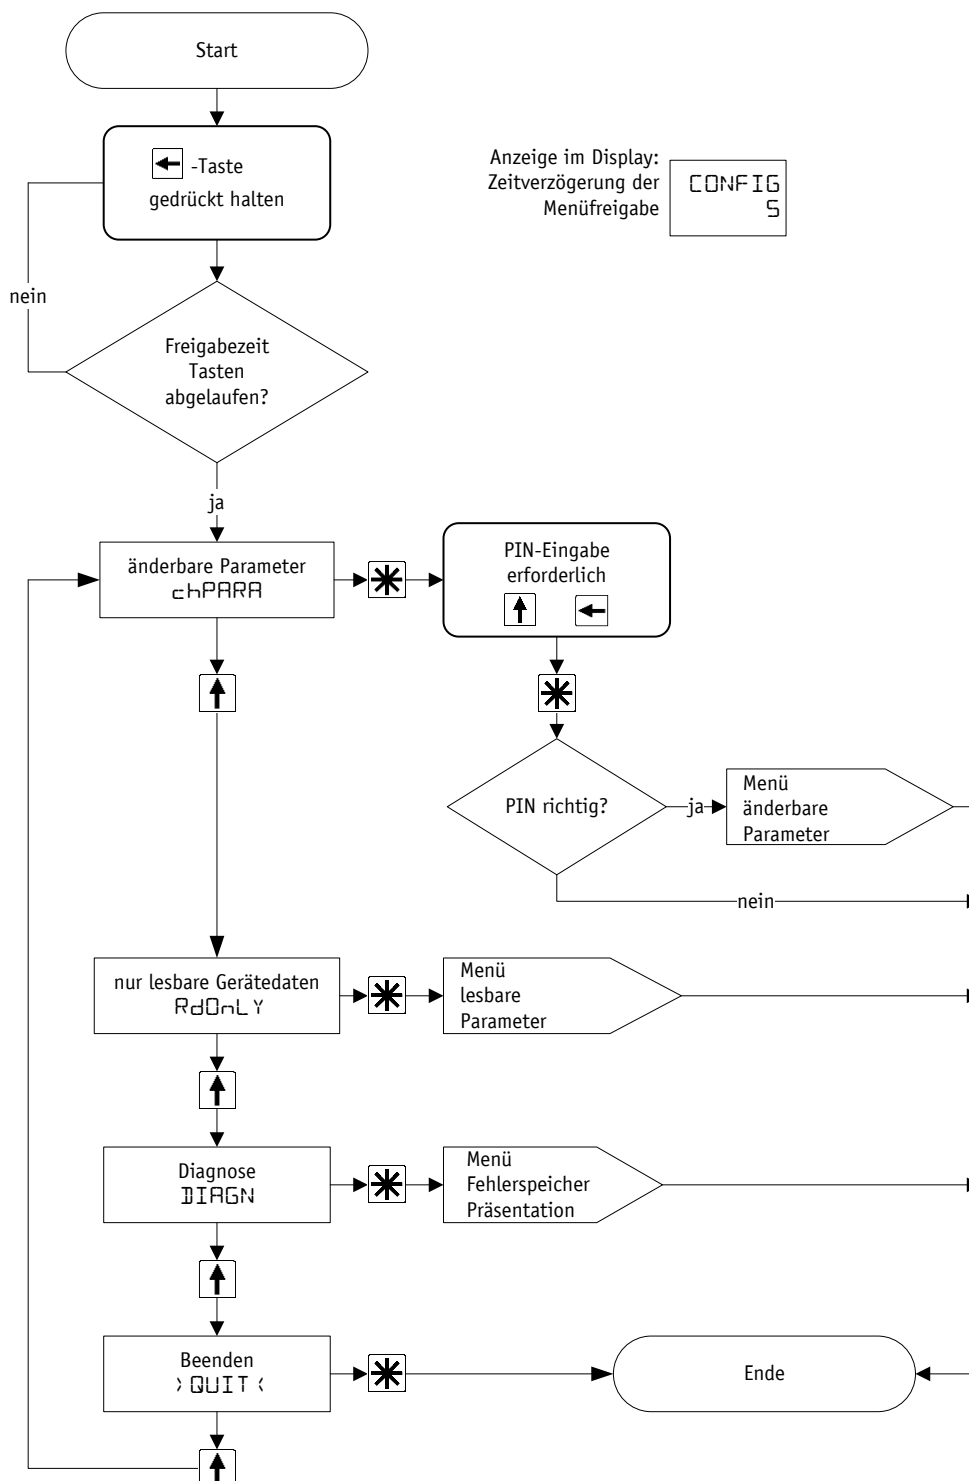 Start
-Taste
gedrückt halten
Anzeige im Display:
Zeitverzögerung der
Menüfreigabe
CONFIG
5
nein
Freigabezeit
Tasten
abgelaufen?
ja
änderbare Parameter
chPARA
PIN-Eingabe
erforderlich
PIN richtig?
ja
Menü
änderbare
Parameter
nein
nur lesbare Gerätedaten
RdOnLY
Menü
lesbare
Parameter
Diagnose
DIAGN
Menü
Fehlerspeicher
Präsentation
Beenden
>QUIT<
Ende